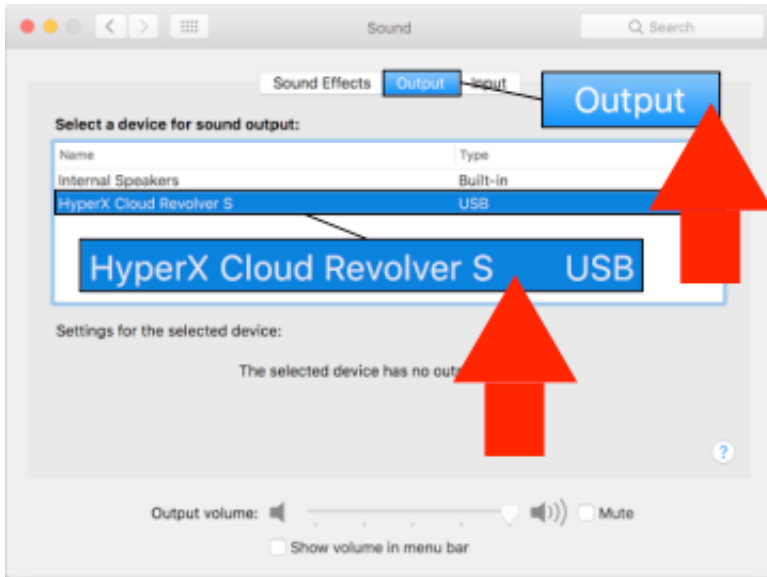 Sound
Search
Sound Effects Output Input
Output
Select a device for sound output:
Name Type
Internal Speakers Built-in
HyperX Cloud Revolver S USB
HyperX Cloud Revolver S USB
Settings for the selected device:
The selected device has no
?
Output volume: Mute
Show volume in menu bar